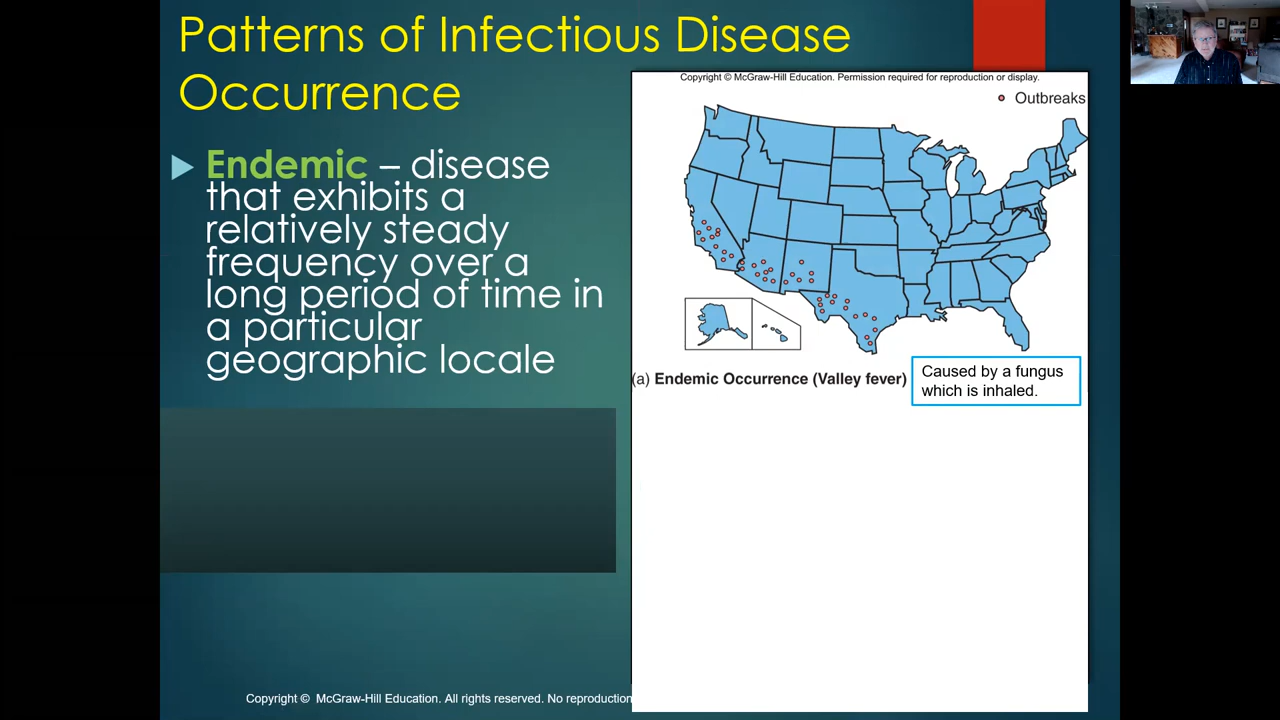 Patterns of Infectious Disease
Occurrence
Endemic – disease
that exhibits a
relatively steady
frequency over a
long period of time in
a particular
geographic locale
Copyright © McGraw-Hill Education. Permission required for reproduction or display.
Outbreaks
(a) Endemic Occurrence (Valley fever)
Caused by a fungus
which is inhaled.
Copyright © McGraw-Hill Education. All rights reserved. No reproduction